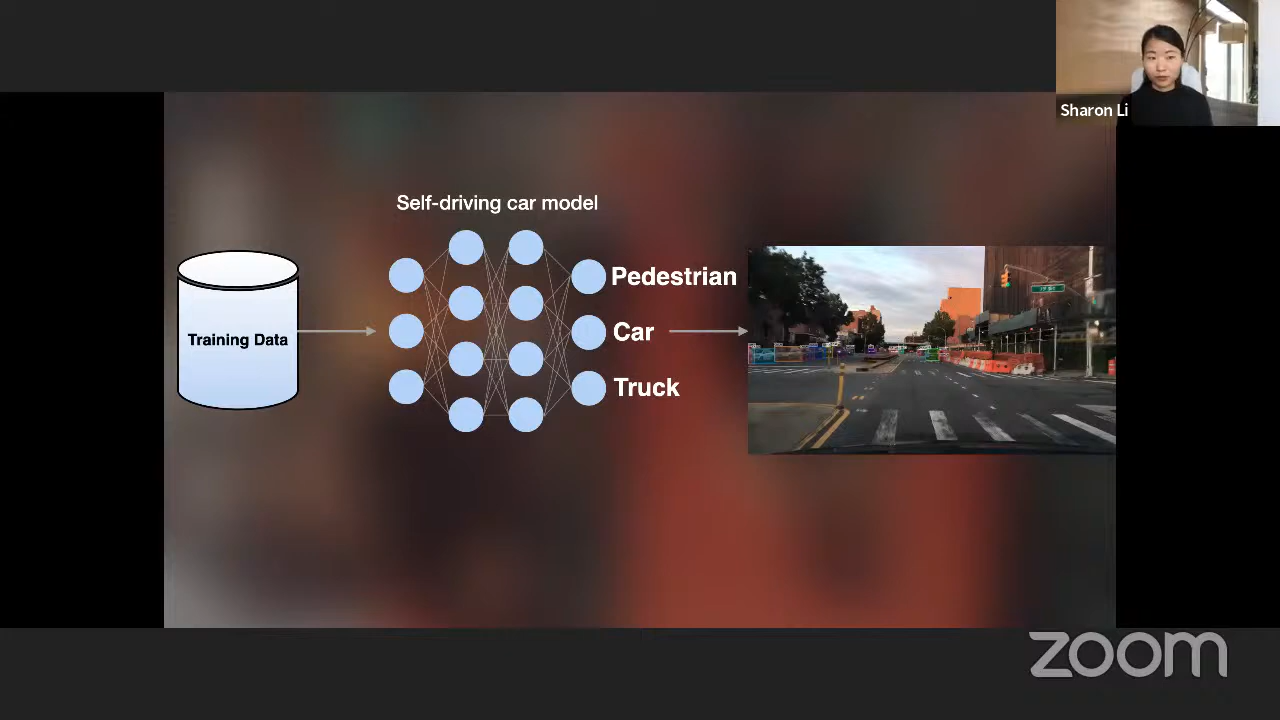 Sharon Li
Self-driving car model
Training Data
Pedestrian
Car
Truck
zoom